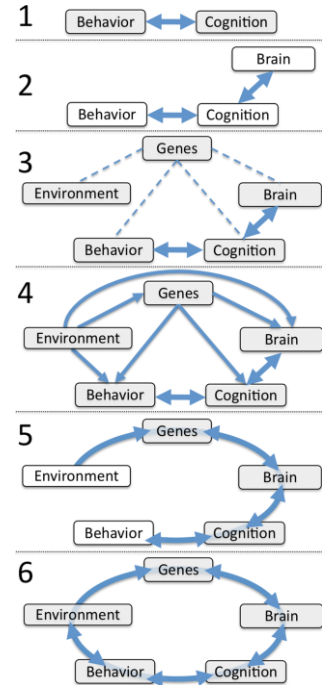 1
Behavior Cognition
Brain
2
Behavior Cognition
3
Genes
Environment Brain
Behavior Cognition
4
Genes
Environment Brain
Behavior Cognition
5
Genes
Environment Brain
Behavior Cognition
6
Genes
Environment Brain
Behavior Cognition